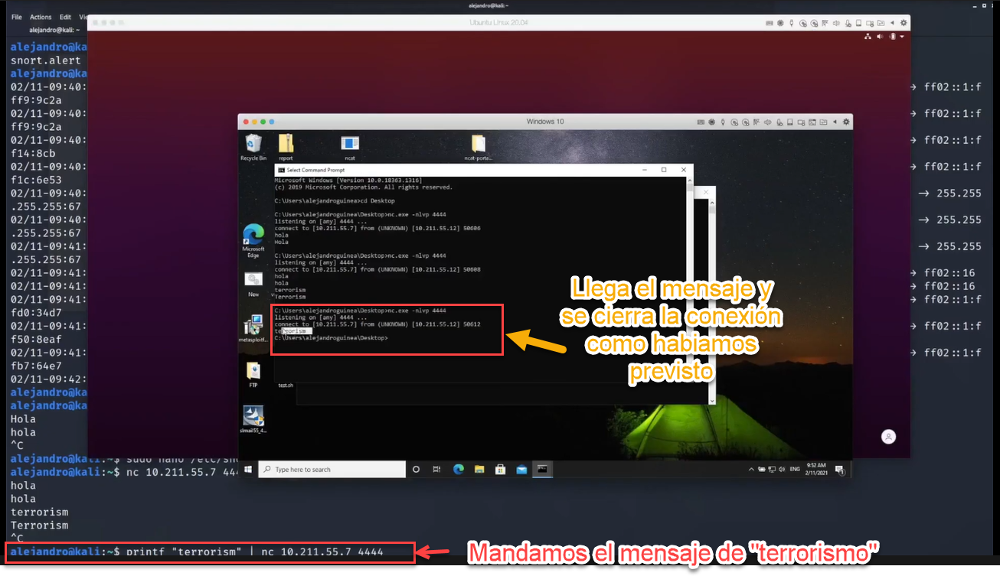 alejandro@kali: ~
File Actions Edit
alejandro@kali: ~
Ubuntu Linux 20.04
alejandro@ka
snort.alert
alejandro@ka
02/11-09:40:
→ ff02::1:f
ff9:9c2a
02/11-09:40:
→ ff02::1:f
ff9:9c2a
02/11-09:40:
→ ff02::1:f
f14:8cb
02/11-09:40:
→ ff02::1:f
f1c:6e53
02/11-09:40:
→ 255.255
.255.255:67
02/11-09:40:
→ 255.255
.255.255:67
02/11-09:41:
→ 255.255
.255.255:67
02/11-09:41:
→ ff02::16
02/11-09:41:
→ ff02::16
02/11-09:41:
→ ff02::1:f
fd0:34d7
02/11-09:41:
→ ff02::1:f
f50:8eaf
02/11-09:41:
→ ff02::1:f
fb7:64e7
02/11-09:42:
alejandro@ka
alejandro@ka
Hola
hola
^C
alejandro@kali:~$ sudo nano /etc/sno
alejandro@kali:~$ nc 10.211.55.7 444
hola
hola
terrorism
Terrorism
^C
alejandro@kali:~$ printf "terrorism" | nc 10.211.55.7 4444
Windows 10
Recycle Bin
report
ncat
ncat-porta...
Microsoft
Edge
New
metasploitf...
FTP
test.sh
slmail55_4...
Select Command Prompt
Microsoft Windows [Version 10.0.18363.1316]
(c) 2019 Microsoft Corporation. All rights reserved.
C:\Users\alejandroguinea>cd Desktop
C:\Users\alejandroguinea\Desktop>nc.exe -nlvp 4444
listening on [any] 4444 ...
connect to [10.211.55.7] from (UNKNOWN) [10.211.55.12] 50606
hola
Hola
C:\Users\alejandroguinea\Desktop>nc.exe -nlvp 4444
listening on [any] 4444 ...
connect to [10.211.55.7] from (UNKNOWN) [10.211.55.12] 50608
hola
hola
terrorism
Terrorism
C:\Users\alejandroguinea\Desktop>nc.exe -nlvp 4444
listening on [any] 4444 ...
connect to [10.211.55.7] from (UNKNOWN) [10.211.55.12] 50612
terrorism
C:\Users\alejandroguinea\Desktop>
Llega el mensaje y
se cierra la conexión
como habiamos
previsto
Type here to search
ENG
9:52 AM
2/11/2021
Mandamos el mensaje de "terrorismo"